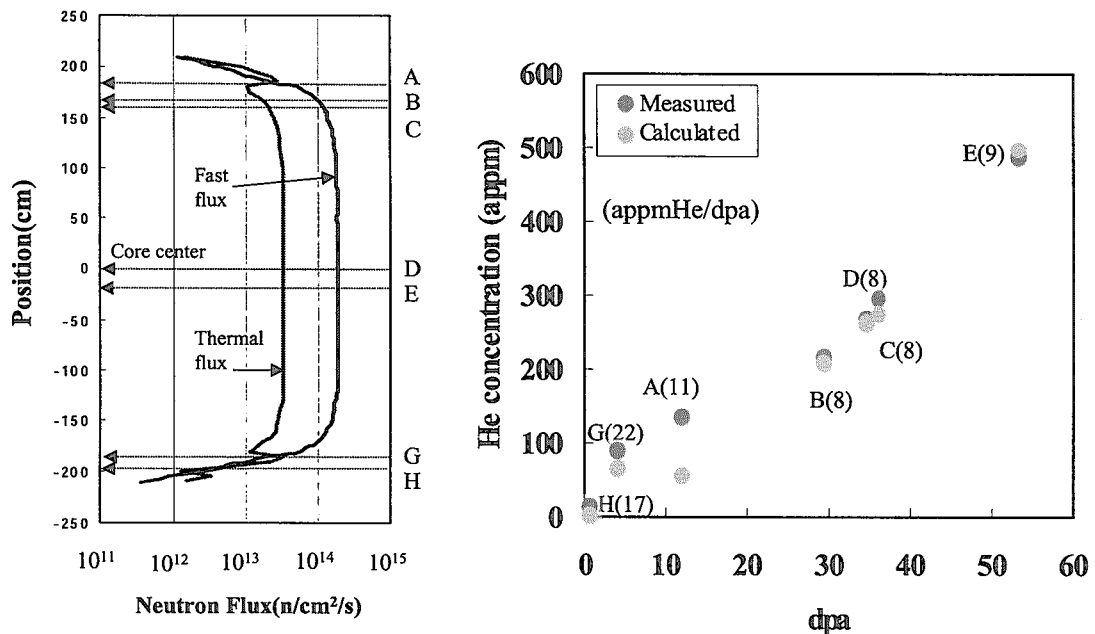 250
200
150
100
50
0
-50
-100
-150
-200
-250
Position(cm)
A
B
C
D
E
G
H
Fast
flux
Core center
Thermal
flux
10¹¹
10¹²
10¹³
10¹⁴
10¹⁵
Neutron Flux(n/cm²/s)
600
500
400
300
200
100
0
He concentration (appm)
Measured
Calculated
(appmHe/dpa)
E(9)
D(8)
C(8)
B(8)
A(11)
G(22)
H(17)
0
10
20
30
40
50
60
dpa